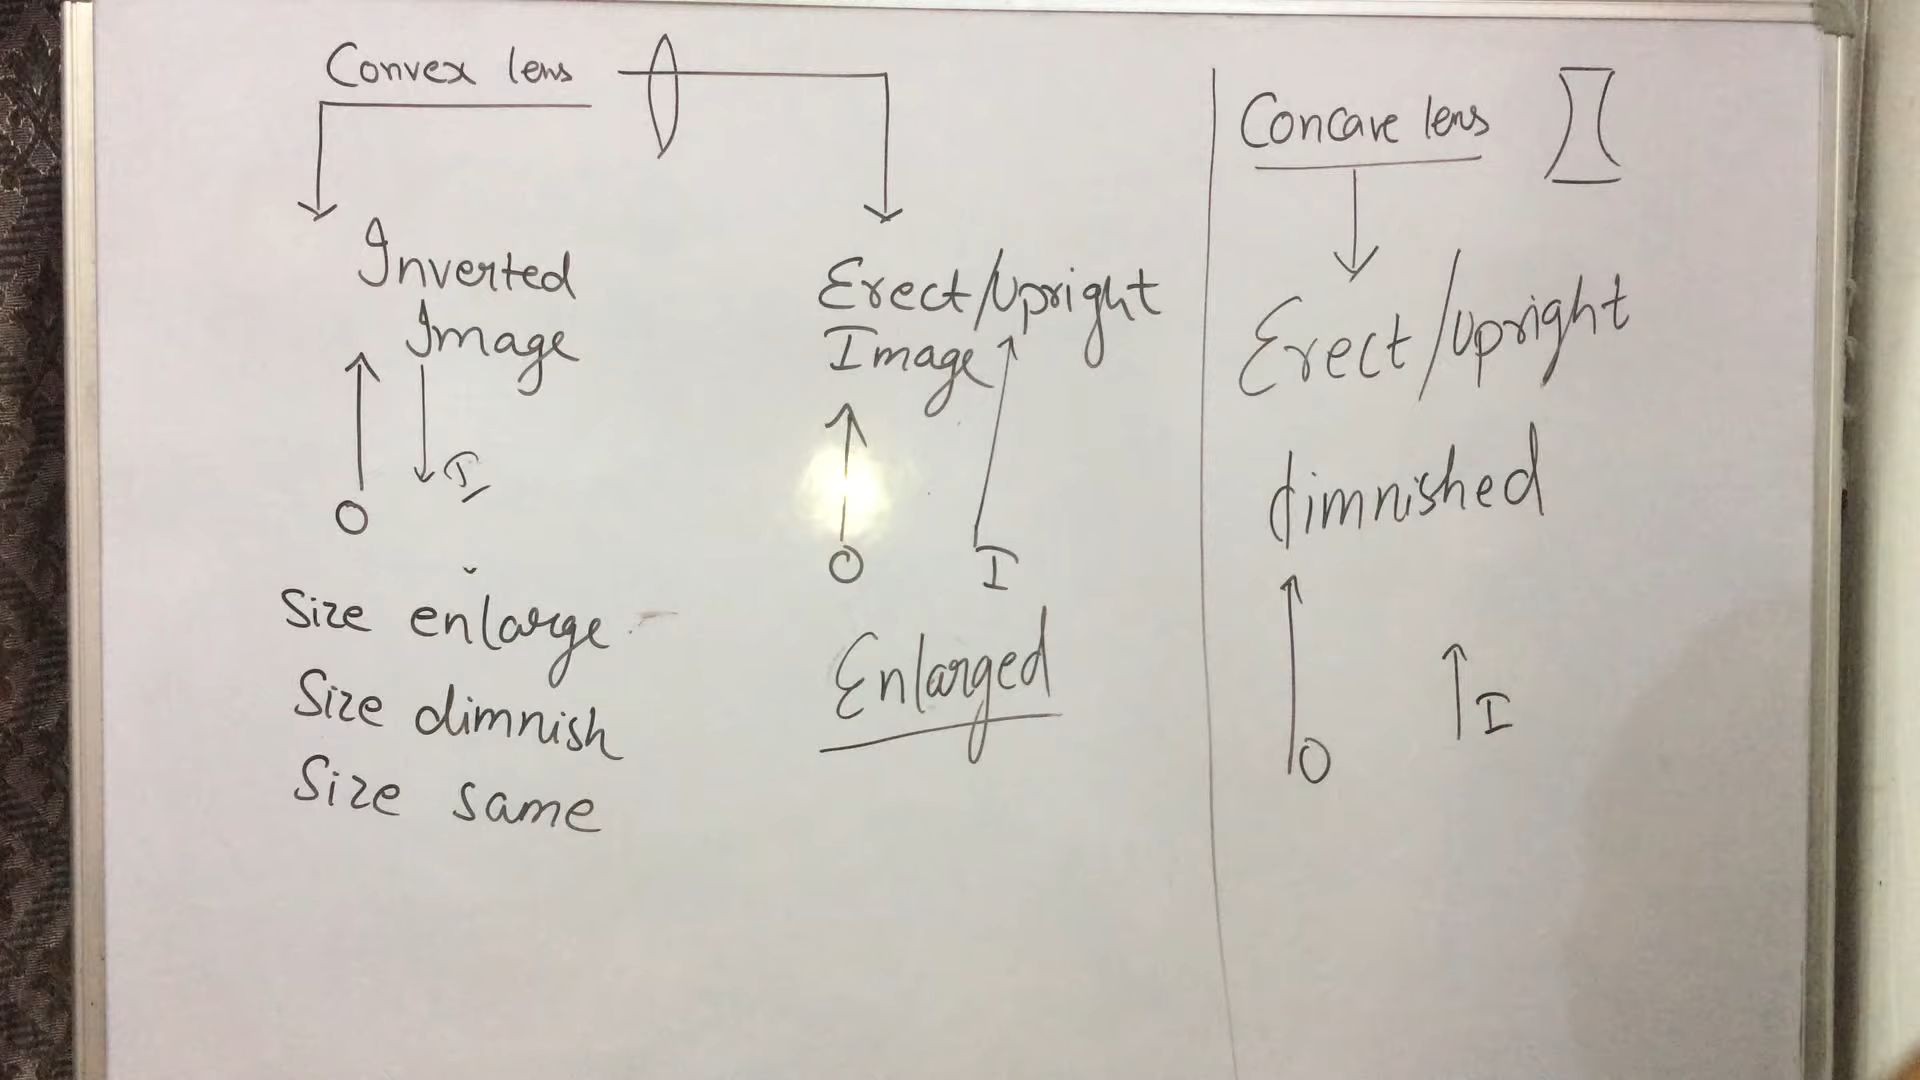 Convex lens
Inverted
Image
I
O
Size enlarge
Size dimnish
Size same
Erect/Upright
Image
O
I
Enlarged
Concave lens
Erect/Upright
dimnished
O
I